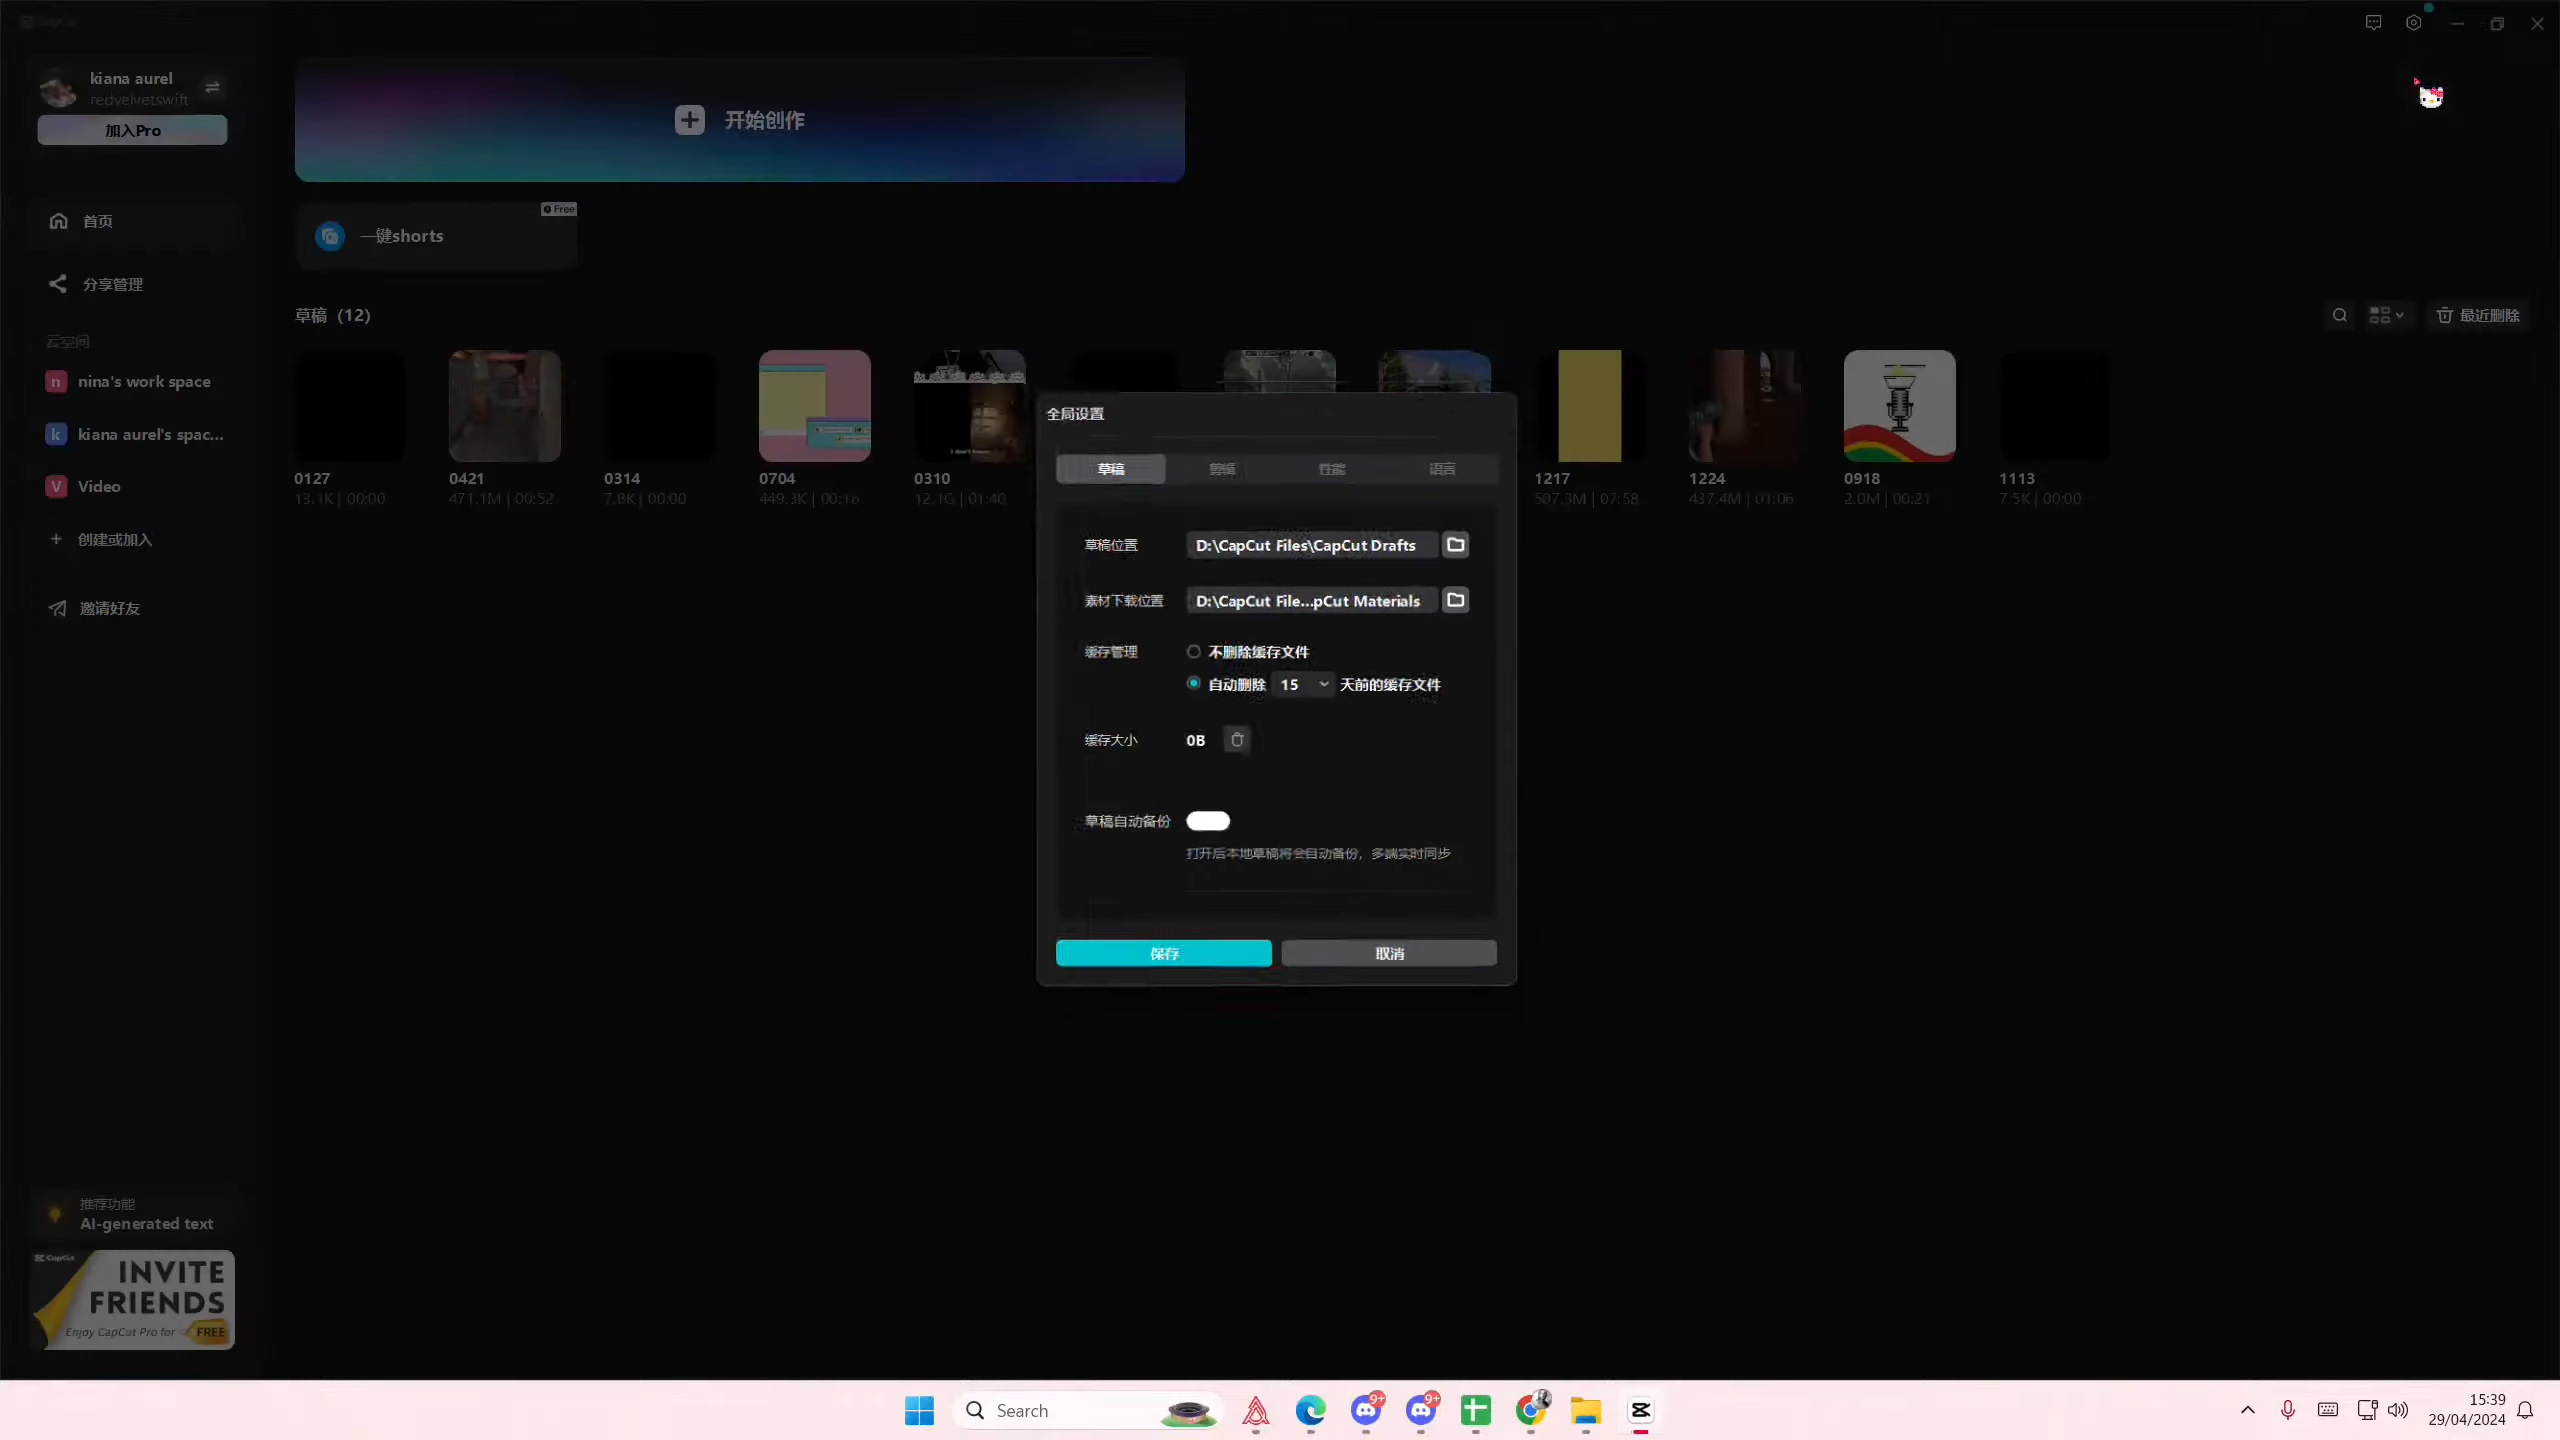 CapCut
kiana aurel
redvelvetswift
加入Pro
开始创作
首页
Free
一键shorts
分享管理
草稿（12）
最近删除
云空间
nina's work space
kiana aurel's spac...
Video
创建或加入
邀请好友
0127
13.1K | 00:00
0421
471.1M | 00:52
0314
7.8K | 00:00
0704
449.3K | 00:16
0310
12.1G | 01:40
1217
507.3M | 07:58
1224
437.4M | 01:06
0918
2.0M | 00:21
1113
7.5K | 00:00
全局设置
草稿
剪辑
性能
语言
草稿位置
D:\CapCut Files\CapCut Drafts
素材下载位置
D:\CapCut File...pCut Materials
缓存管理
不删除缓存文件
自动删除 15 天前的缓存文件
缓存大小
0B
草稿自动备份
打开后本地草稿将会自动备份，多端实时同步
保存
取消
推荐功能
AI-generated text
CapCut
INVITE
FRIENDS
Enjoy CapCut Pro for FREE
Search
9+
9+
15:39
29/04/2024